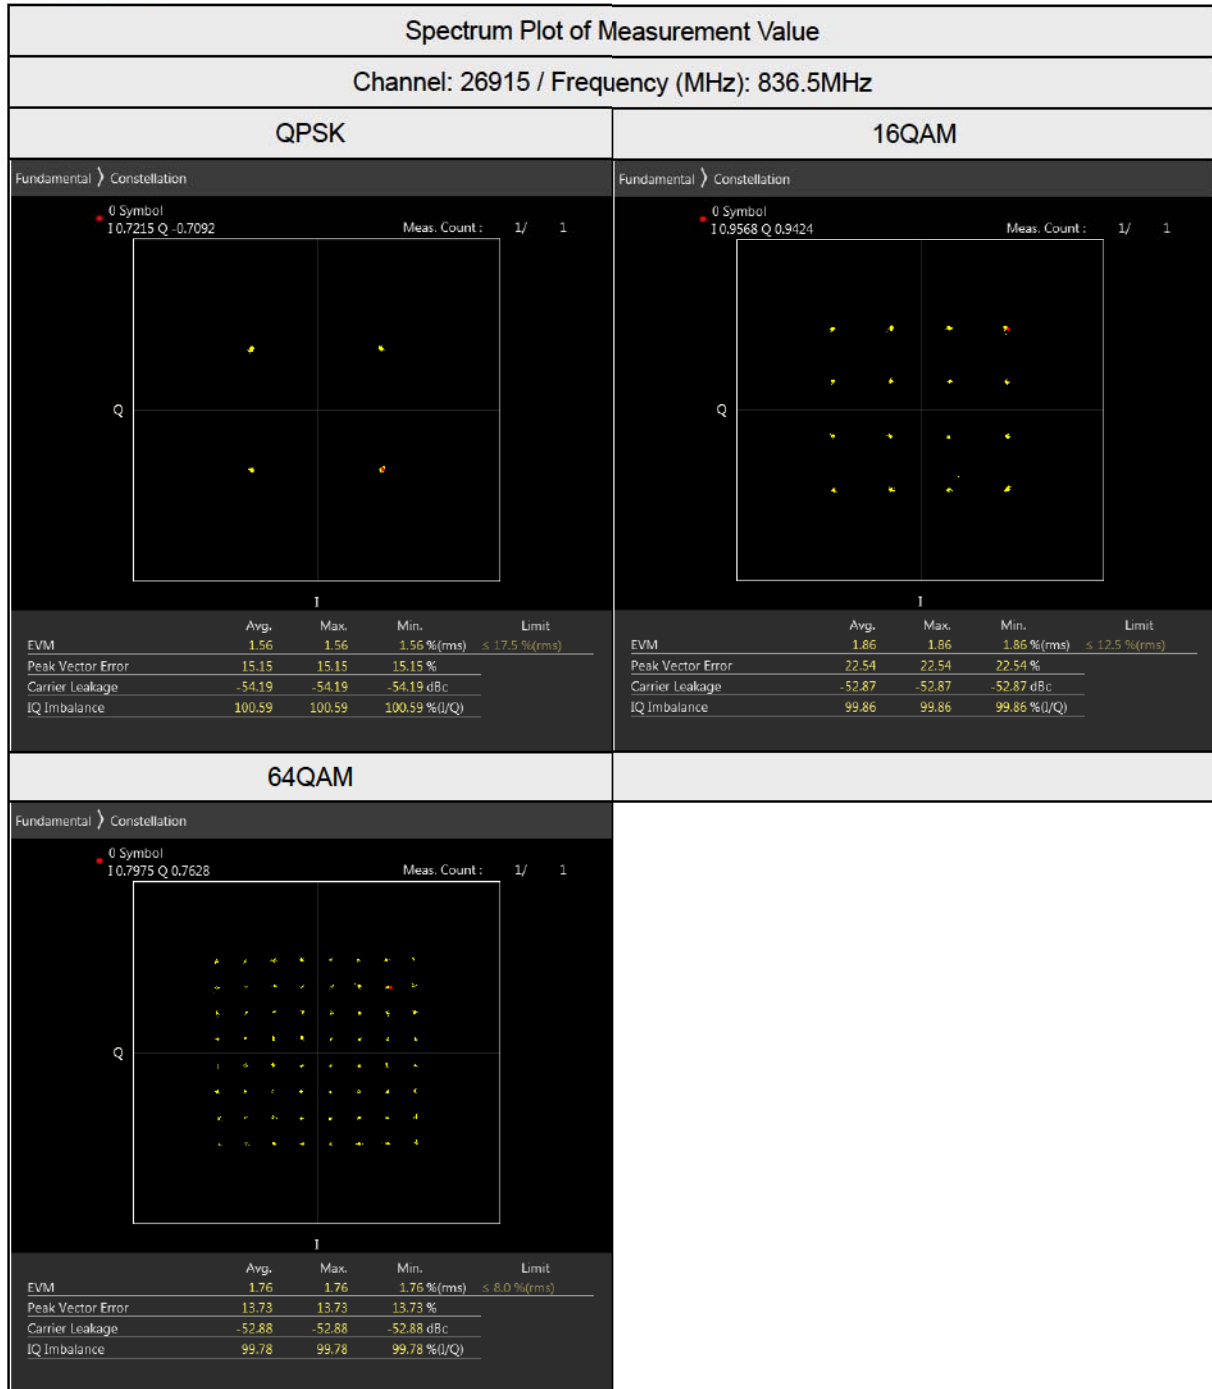 Spectrum Plot of Measurement Value
Channel: 26915 / Frequency (MHz): 836.5MHz
QPSK
16QAM
Fundamental ⟩ Constellation
0 Symbol
I 0.7215 Q -0.7092 Meas. Count : 1/ 1
Q
I
Avg. Max. Min. Limit
EVM 1.56 1.56 1.56 %(rms) ≤ 17.5 %(rms)
Peak Vector Error 15.15 15.15 15.15 %
Carrier Leakage -54.19 -54.19 -54.19 dBc
IQ Imbalance 100.59 100.59 100.59 %(I/Q)
Fundamental ⟩ Constellation
0 Symbol
I 0.9568 Q 0.9424 Meas. Count : 1/ 1
Q
I
Avg. Max. Min. Limit
EVM 1.86 1.86 1.86 %(rms) ≤ 12.5 %(rms)
Peak Vector Error 22.54 22.54 22.54 %
Carrier Leakage -52.87 -52.87 -52.87 dBc
IQ Imbalance 99.86 99.86 99.86 %(I/Q)
64QAM
Fundamental ⟩ Constellation
0 Symbol
I 0.7975 Q 0.7628 Meas. Count : 1/ 1
Q
I
Avg. Max. Min. Limit
EVM 1.76 1.76 1.76 %(rms) ≤ 8.0 %(rms)
Peak Vector Error 13.73 13.73 13.73 %
Carrier Leakage -52.88 -52.88 -52.88 dBc
IQ Imbalance 99.78 99.78 99.78 %(I/Q)